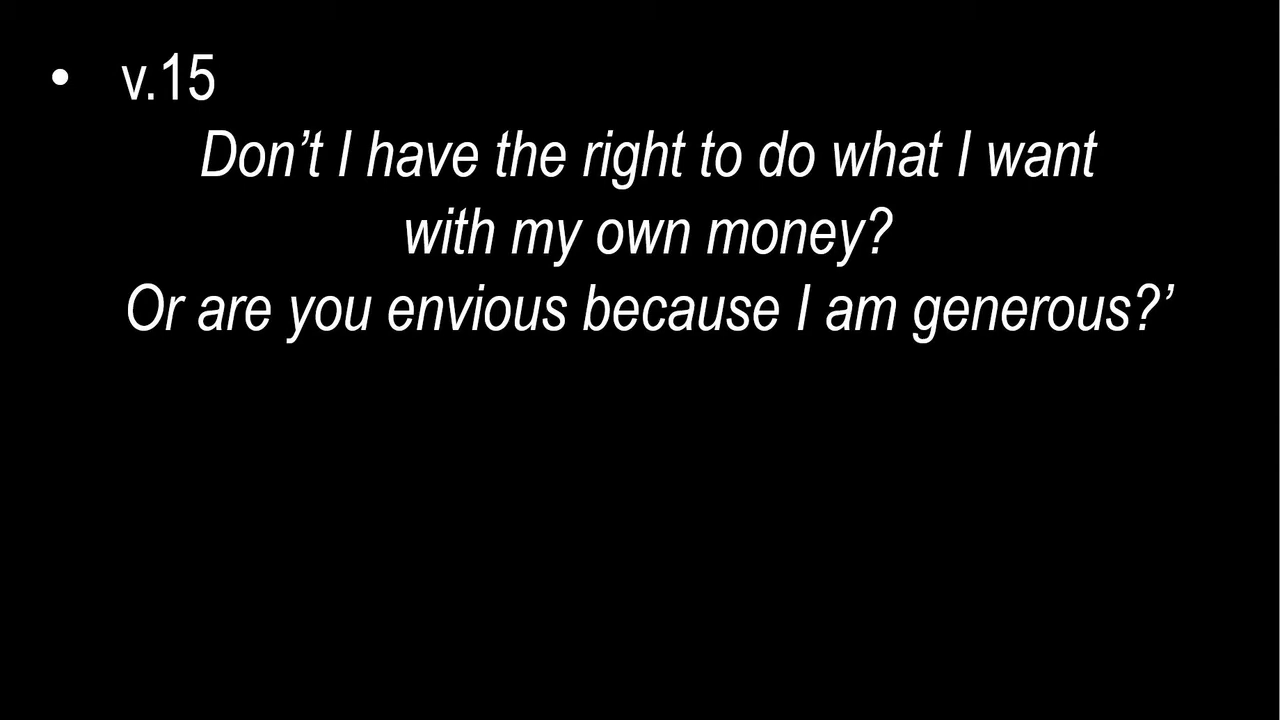 • v.15
Don’t I have the right to do what I want
with my own money?
Or are you envious because I am generous?’